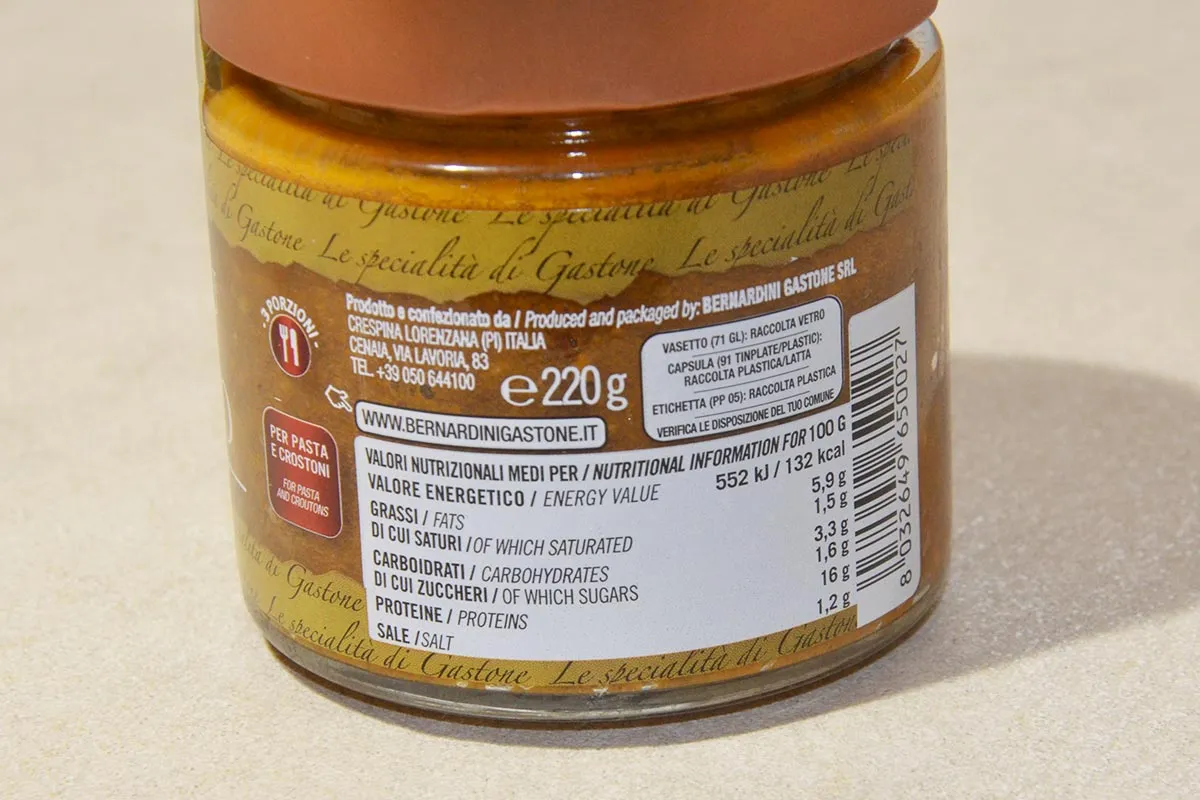 Le specialità di Gastone Le specialità di Gastone Le
di Gastone Le specialità di Gastone Le specialità di
3 PORZIONI
Prodotto e confezionato da / Produced and packaged by: BERNARDINI GASTONE SRL
CRESPINA LORENZANA (PI) ITALIA
CENAIA, VIA LAVORIA, 83
TEL. +39 050 644100
℮220 g
WWW.BERNARDINIGASTONE.IT
VASETTO (71 GL): RACCOLTA VETRO
CAPSULA (91 TINPLATE/PLASTIC):
RACCOLTA PLASTICA/LATTA
ETICHETTA (PP 05): RACCOLTA PLASTICA
VERIFICA LE DISPOSIZIONE DEL TUO COMUNE
PER PASTA
E CROSTONI
FOR PASTA
AND CROUTONS
VALORI NUTRIZIONALI MEDI PER / NUTRITIONAL INFORMATION FOR 100 G
VALORE ENERGETICO / ENERGY VALUE 552 kJ / 132 kcal
GRASSI / FATS 5,9 g
DI CUI SATURI / OF WHICH SATURATED 1,5 g
CARBOIDRATI / CARBOHYDRATES 3,3 g
DI CUI ZUCCHERI / OF WHICH SUGARS 1,6 g
PROTEINE / PROTEINS 16 g
SALE / SALT 1,2 g
8 032649 650027
di Gastone
Le specialità di Gastone Le specialità di Gaston